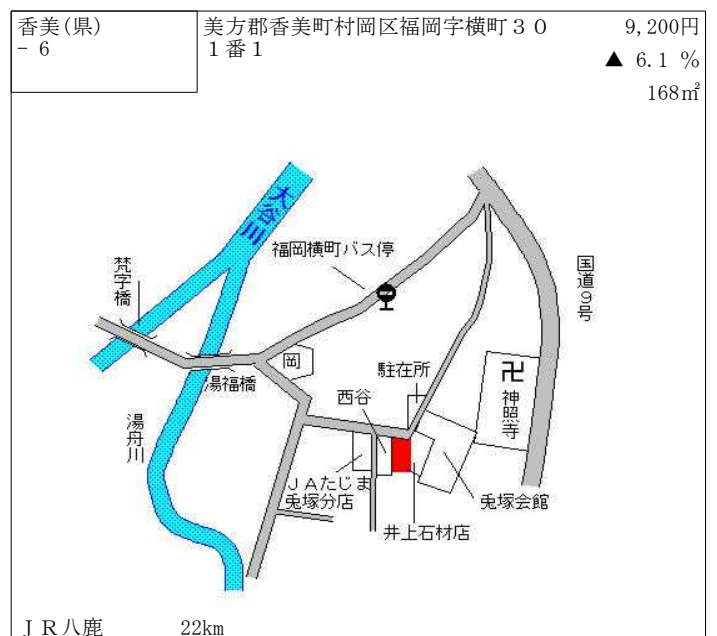 香美(県)
- 6
美方郡香美町村岡区福岡字横町３０
１番１
9,200円
▲ 6.1 %
168㎡
大谷川
福岡横町バス停
梵字橋
国道９号
岡
駐在所
湯福橋
西谷
卍
神照寺
湯舟川
ＪＡたじま
兎塚分店
兎塚会館
井上石材店
ＪＲ八鹿 22km